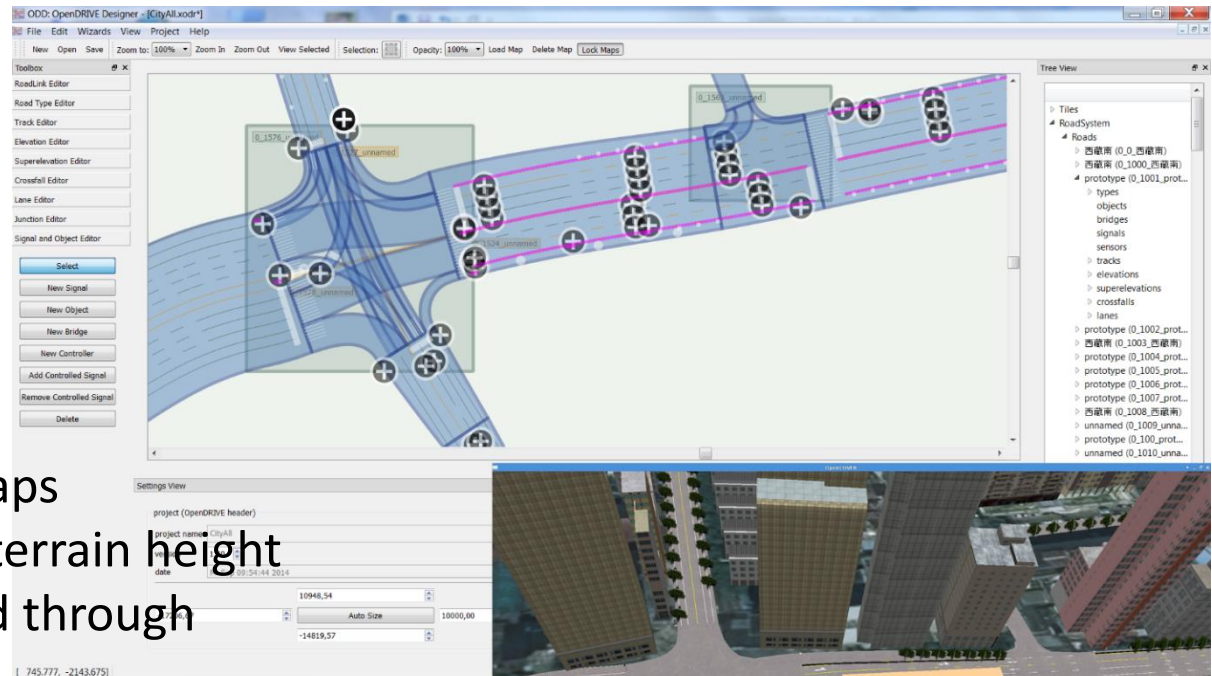 ODD: OpenDRIVE Designer - [CityAll.xodr*]
File Edit Wizards View Project Help
New Open Save Zoom to: 100% Zoom In Zoom Out View Selected Selection: Opacity: 100% Load Map Delete Map Lock Maps
Toolbox
RoadLink Editor
Road Type Editor
Track Editor
Elevation Editor
Superelevation Editor
Crossfall Editor
Lane Editor
Junction Editor
Signal and Object Editor
Select
New Signal
New Object
New Bridge
New Controller
Add Controlled Signal
Remove Controlled Signal
Delete
unnamed
unnamed
Tree View
Tiles
RoadSystem
Roads
西藏南 (0_0_西藏南)
西藏南 (0_1000_西藏南)
prototype (0_1001_prot...
types
objects
bridges
signals
sensors
tracks
elevations
superelevations
crossfalls
lanes
prototype (0_1002_prot...
西藏南 (0_1003_西藏南)
prototype (0_1004_prot...
prototype (0_1005_prot...
prototype (0_1006_prot...
prototype (0_1007_prot...
西藏南 (0_1008_西藏南)
unnamed (0_1009_unna...
prototype (0_100_prot...
unnamed (0_1010_unna...
aps
terrain height
d through
Settings View
project (OpenDRIVE header)
project name CityAll
date 09:54:44 2014
10948,54
Auto Size 10000,00
-14819,57
[ 745.777, -2143.675]
OpenCOVER